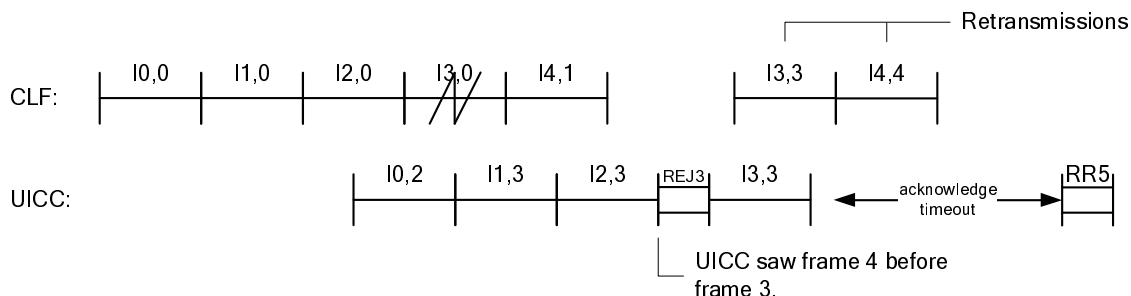 Retransmissions
I0,0 I1,0 I2,0 I3,0 I4,1 I3,3 I4,4
CLF:
I0,2 I1,3 I2,3 REJ3 I3,3 RR5
UICC:
acknowledge
timeout
UICC saw frame 4 before
frame 3.